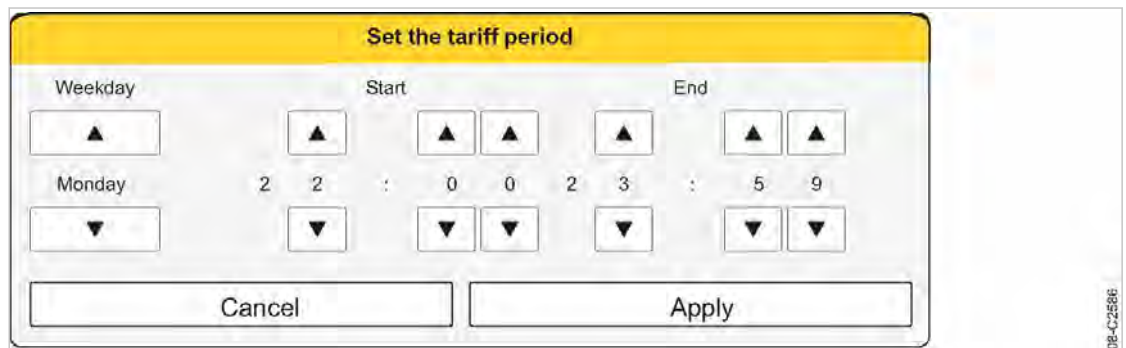 Set the tariff period
Weekday Start End
Monday 2 2 : 0 0 2 3 : 5 9
Cancel Apply
08-C2586